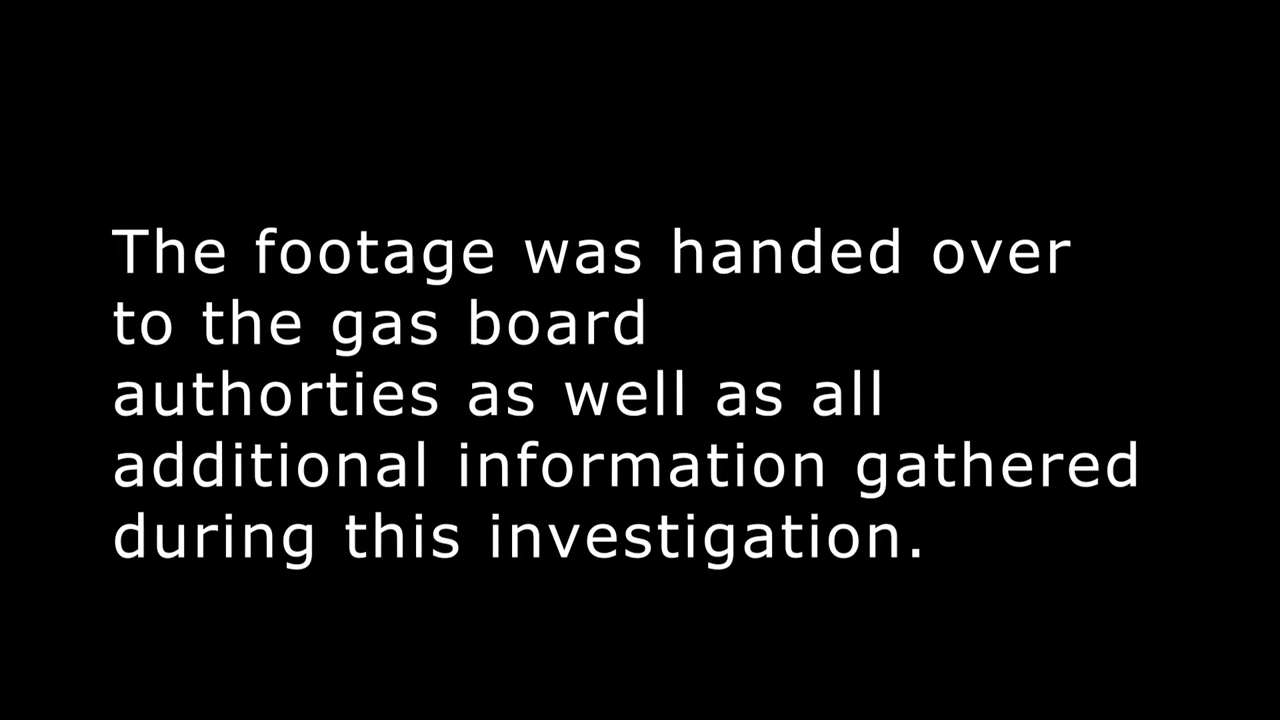 The footage was handed over
to the gas board
authorties as well as all
additional information gathered
during this investigation.